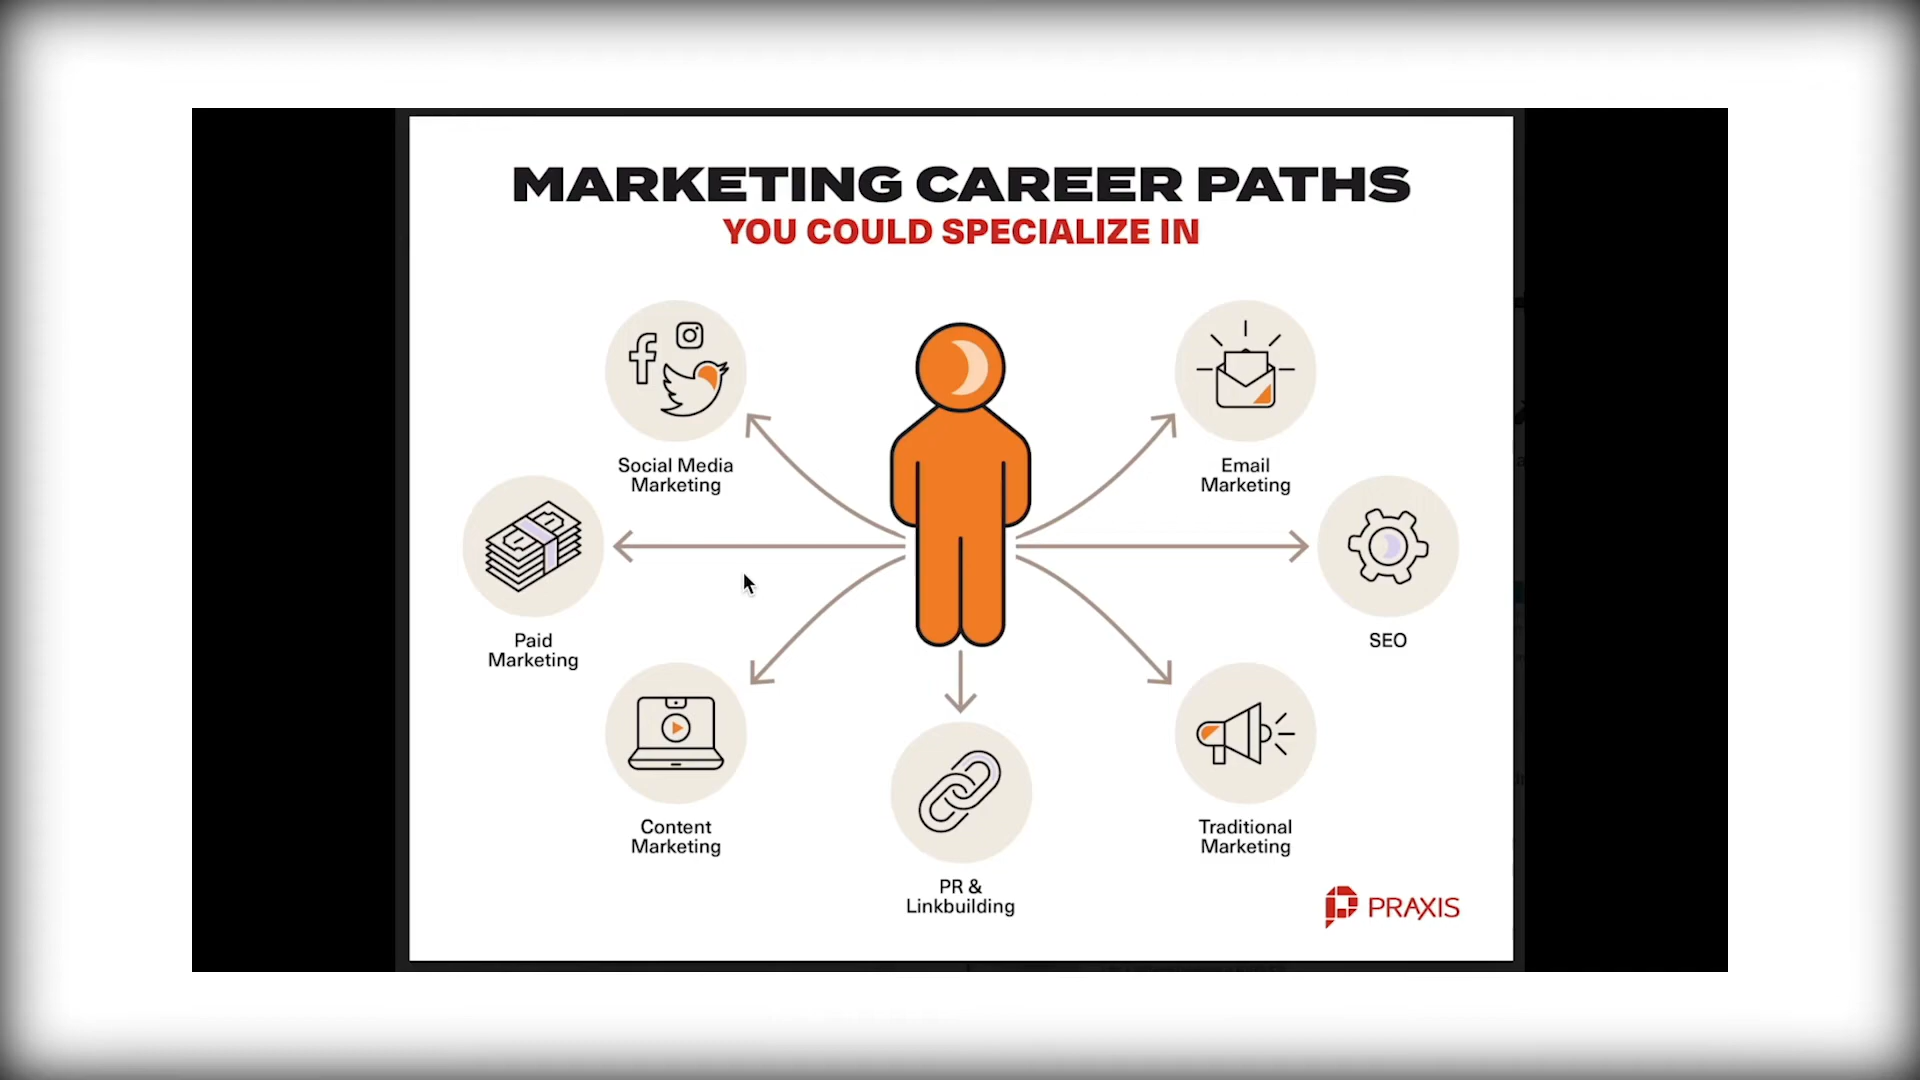 MARKETING CAREER PATHS
YOU COULD SPECIALIZE IN
Social Media
Marketing
Email
Marketing
Paid
Marketing
SEO
Content
Marketing
Traditional
Marketing
PR &
Linkbuilding
PRAXIS